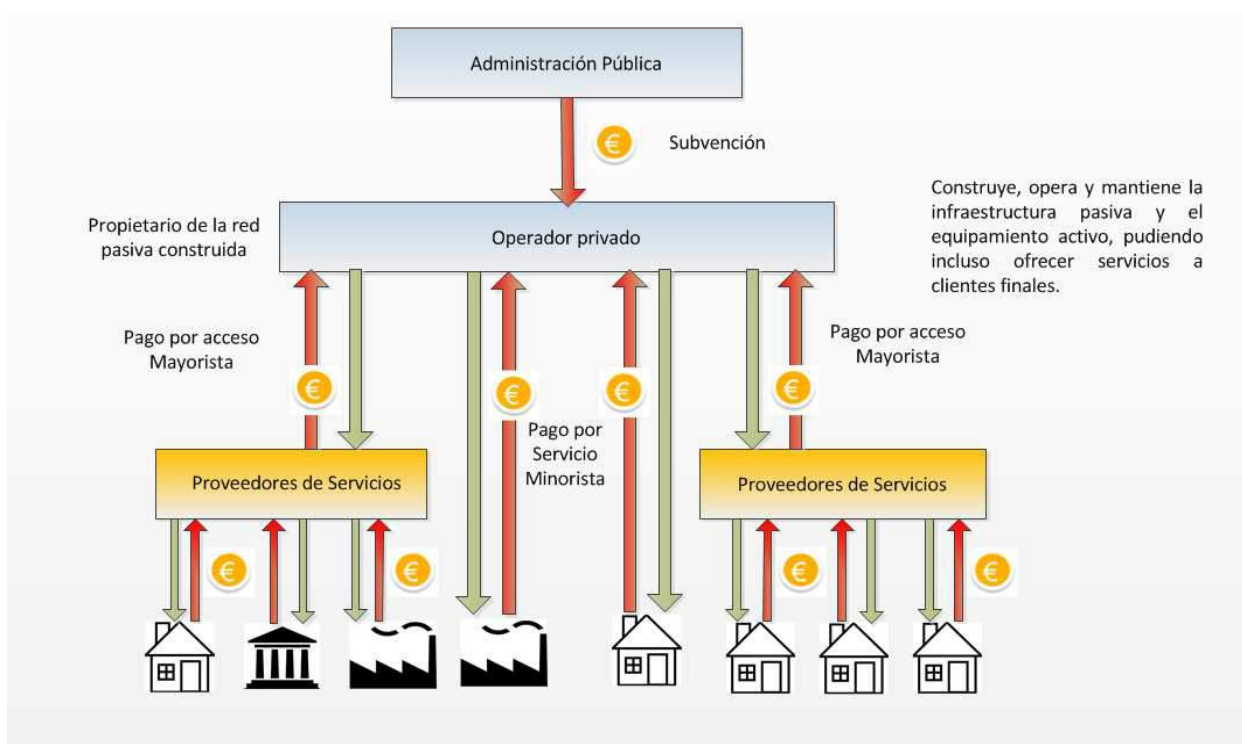 Administración Pública
€
Subvención
Propietario de la red
pasiva construida
Operador privado
Construye, opera y mantiene la
infraestructura pasiva y el
equipamiento activo, pudiendo
incluso ofrecer servicios a
clientes finales.
Pago por acceso
Mayorista
Pago por acceso
Mayorista
€
€
€
€
Pago por
Servicio
Minorista
Proveedores de Servicios
Proveedores de Servicios
€
€
€
€